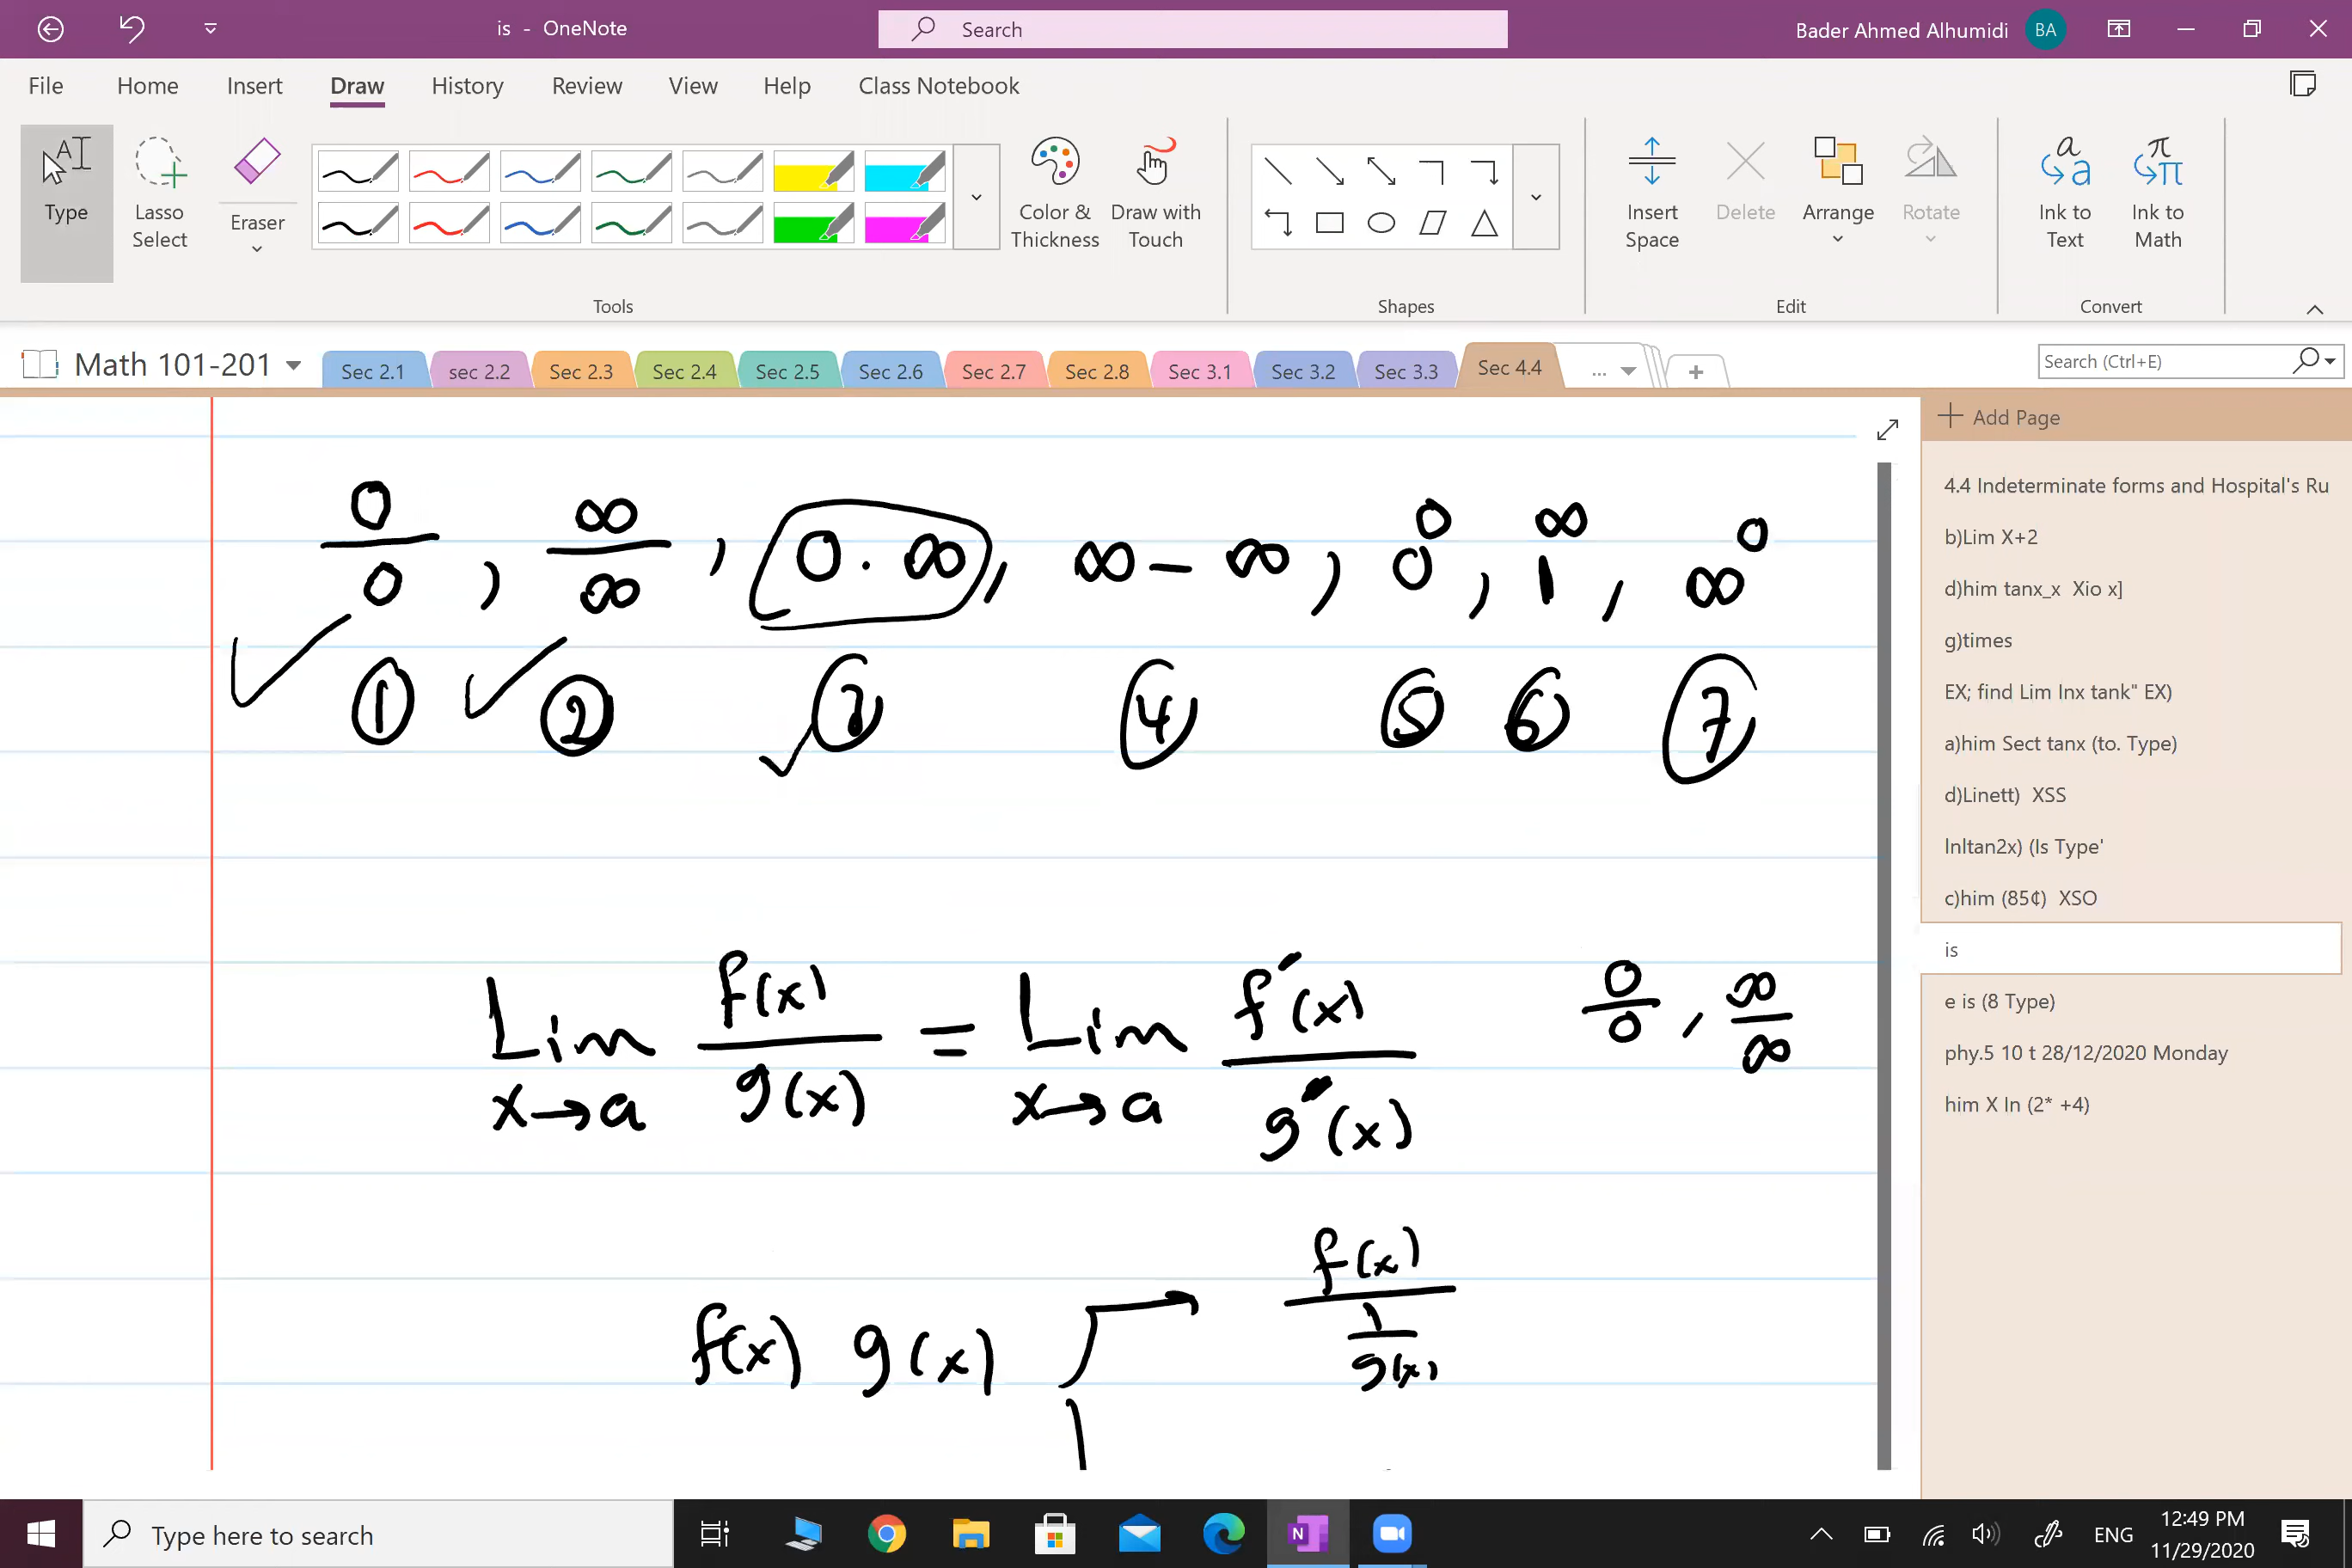 is - OneNote
Search
Bader Ahmed Alhumidi BA
File Home Insert Draw History Review View Help Class Notebook
Type
Lasso Select
Eraser
Color & Thickness
Draw with Touch
Insert Space
Delete
Arrange
Rotate
Ink to Text
Ink to Math
Tools
Shapes
Edit
Convert
Math 101-201
Sec 2.1 sec 2.2 Sec 2.3 Sec 2.4 Sec 2.5 Sec 2.6 Sec 2.7 Sec 2.8 Sec 3.1 Sec 3.2 Sec 3.3 Sec 4.4 ... +
Search (Ctrl+E)
0/0 , ∞/∞ , 0 · ∞ , ∞ – ∞ , 0^0 , 1^∞ , ∞^0
① ② ③ ④ ⑤ ⑥ ⑦
Lim x→a f(x)/g(x) = Lim x→a f'(x)/g'(x) 0/0 , ∞/∞
f(x) g(x) f(x)/(1/g(x))
Add Page
4.4 Indeterminate forms and Hospital's Ru
b)Lim X+2
d)him tanx_x Xio x]
g)times
EX; find Lim Inx tank" EX)
a)him Sect tanx (to. Type)
d)Linett) XSS
lnltan2x) (ls Type'
c)him (85¢) XSO
is
e is (8 Type)
phy.5 10 t 28/12/2020 Monday
him X ln (2* +4)
Type here to search
ENG
12:49 PM
11/29/2020